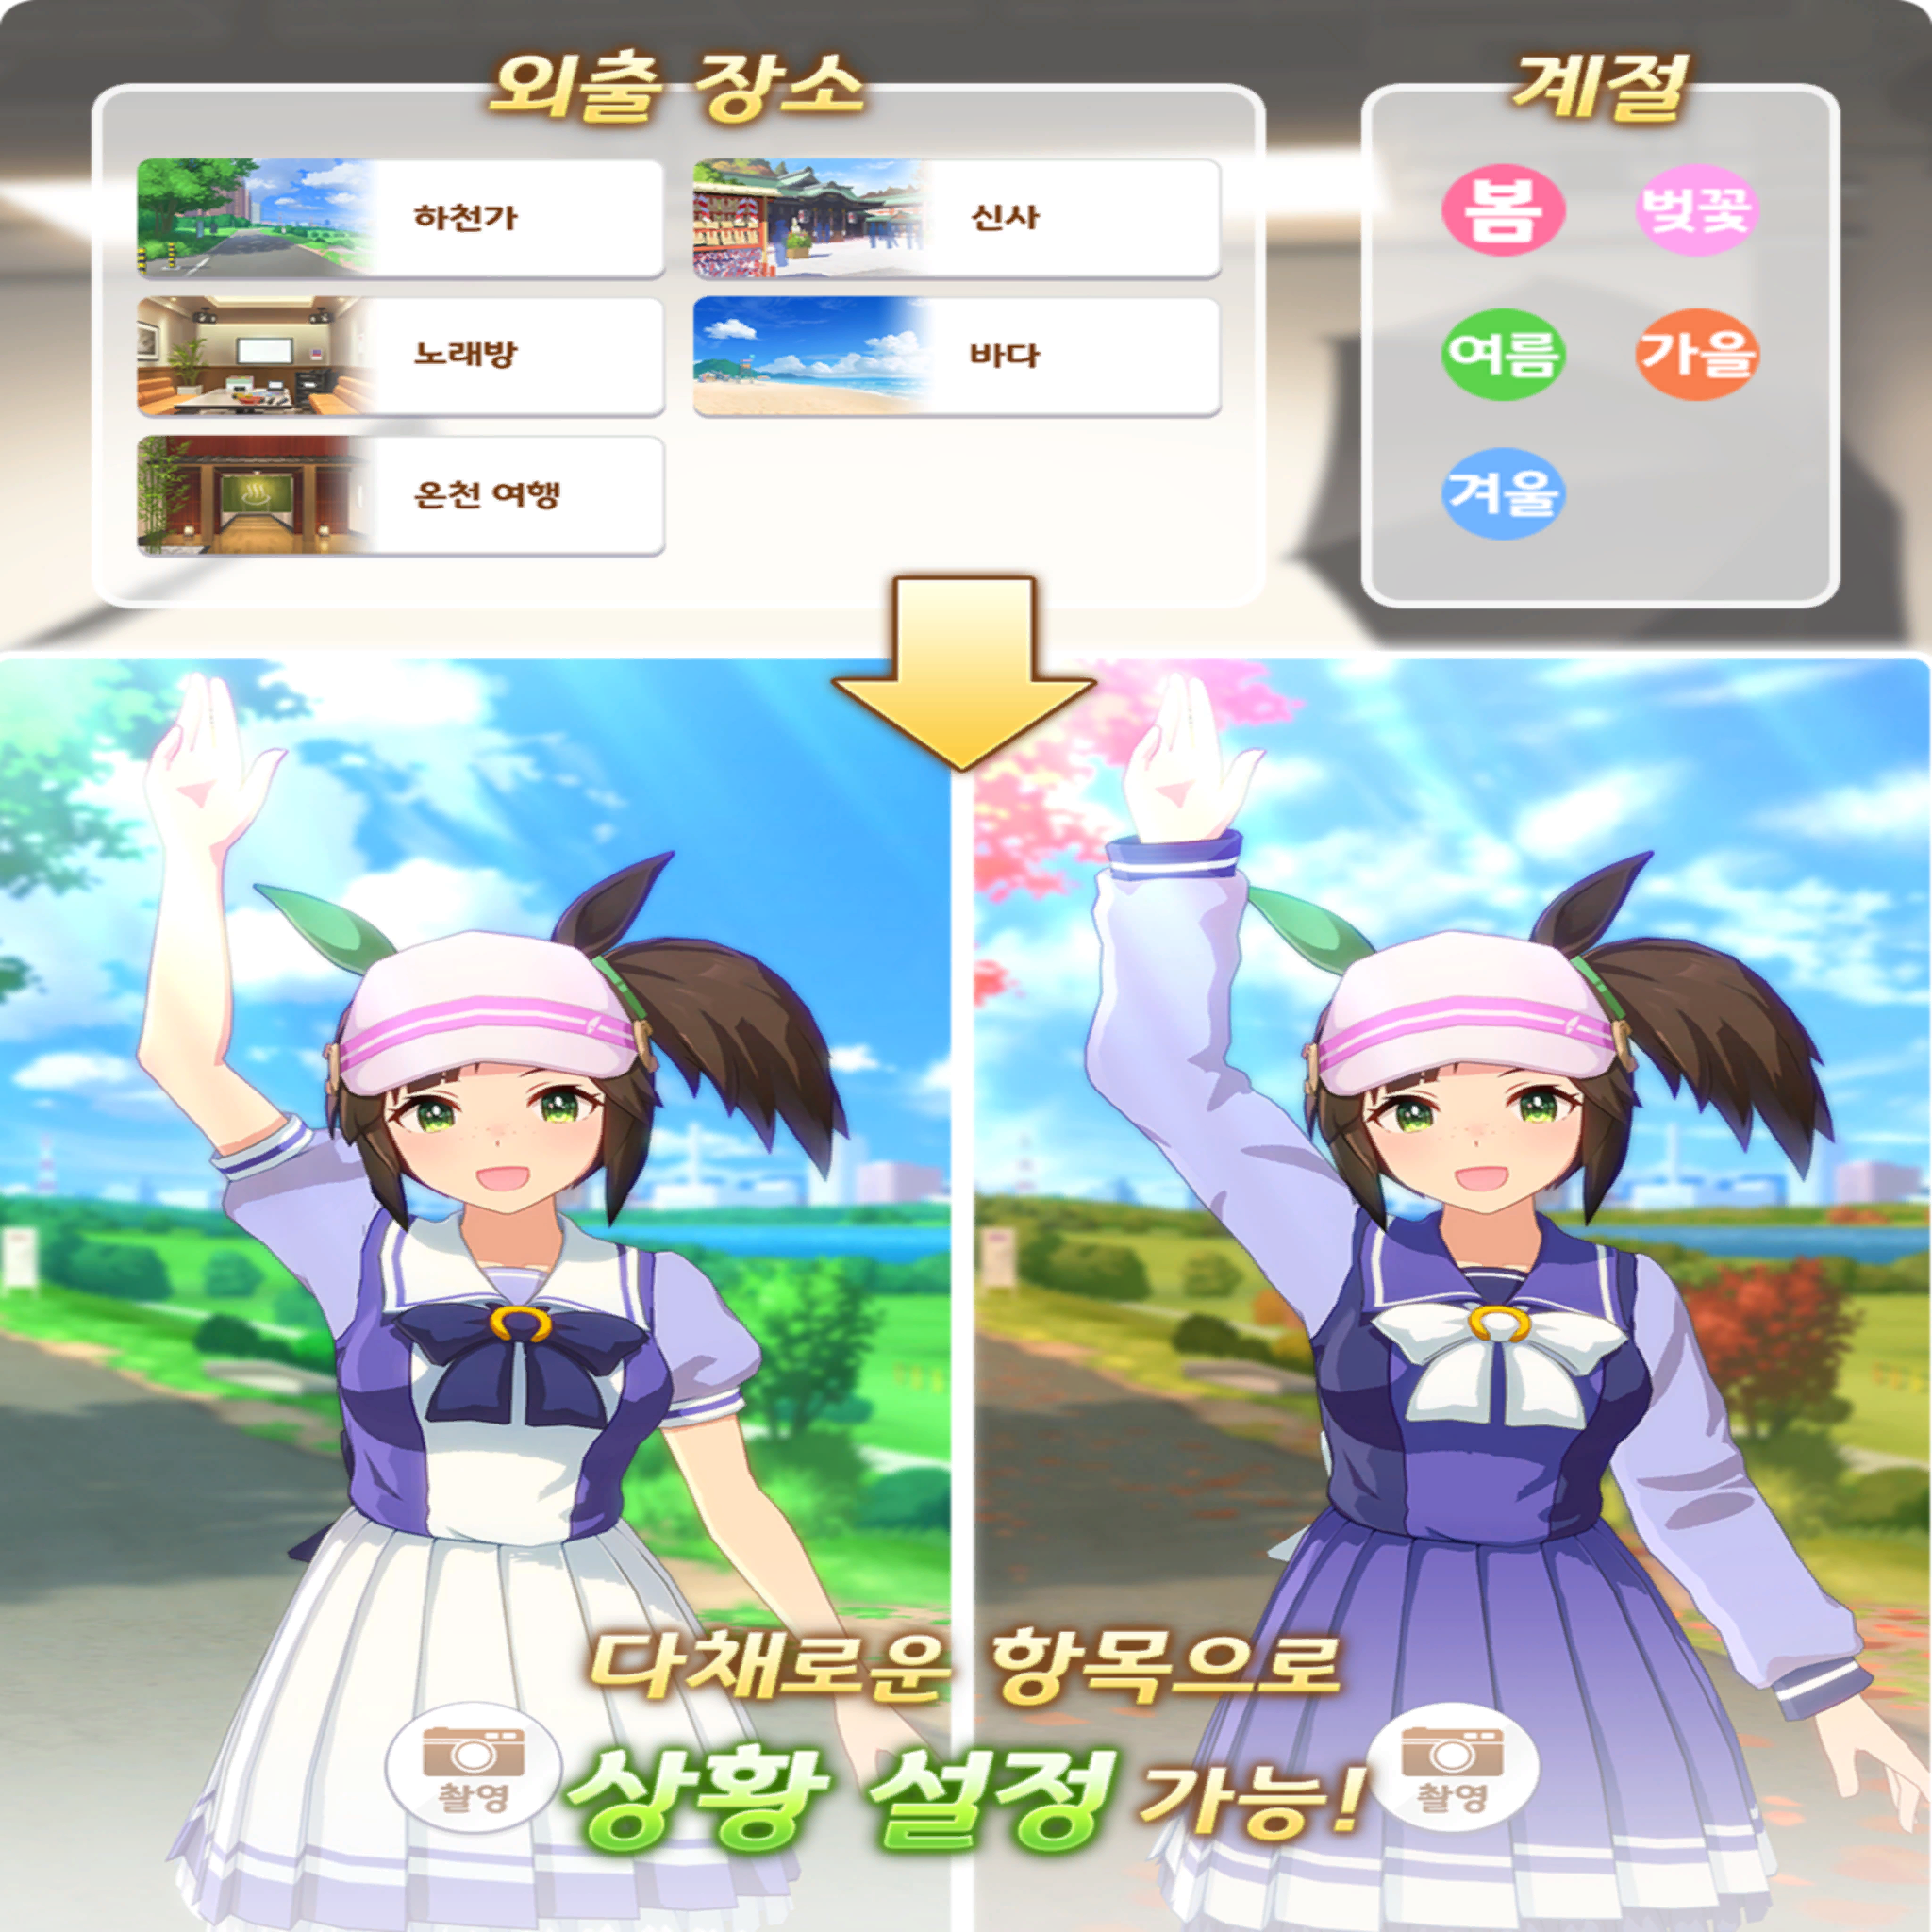 외출 장소
하천가
신사
노래방
바다
온천 여행
계절
봄
벚꽃
여름
가을
겨울
다채로운 항목으로
상황 설정 가능!
촬영
촬영